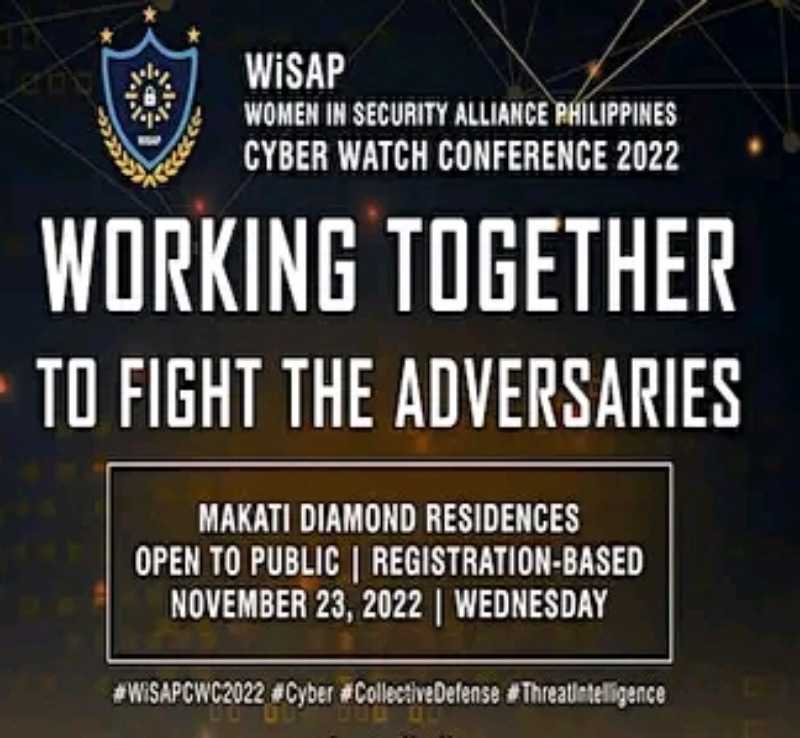 WiSAP
WiSAP
WOMEN IN SECURITY ALLIANCE PHILIPPINES
CYBER WATCH CONFERENCE 2022
WORKING TOGETHER
TO FIGHT THE ADVERSARIES
MAKATI DIAMOND RESIDENCES
OPEN TO PUBLIC | REGISTRATION-BASED
NOVEMBER 23, 2022 | WEDNESDAY
#WiSAPCWC2022 #Cyber #CollectiveDefense #ThreatIntelligence